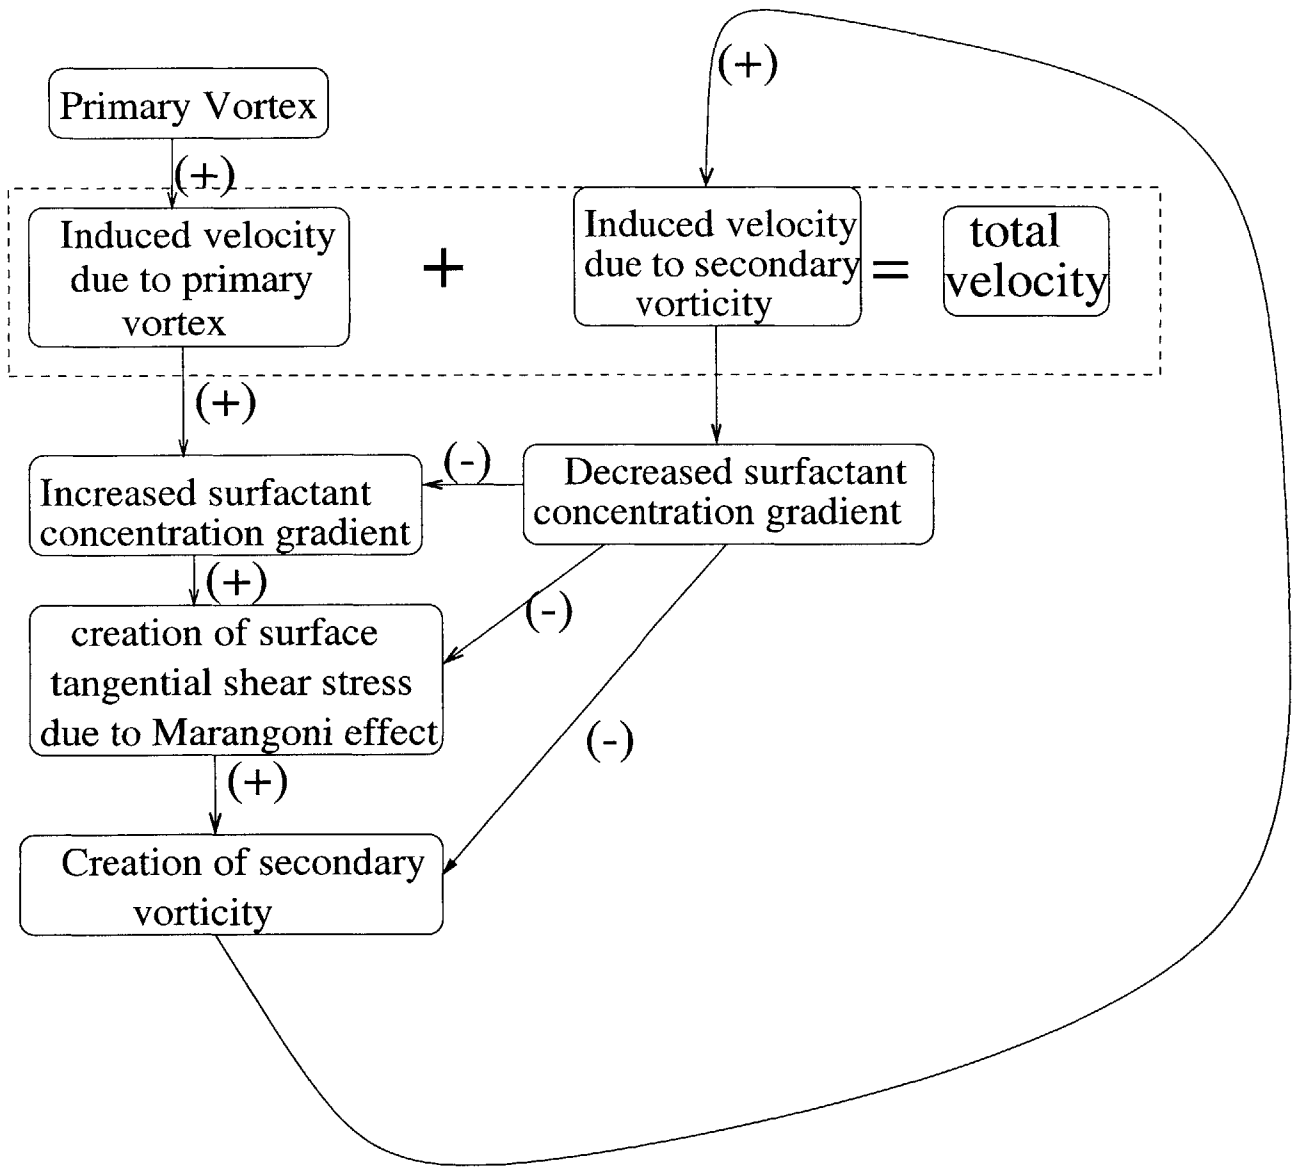 (+)
Primary Vortex
(+)
Induced velocity
due to primary
vortex
+
Induced velocity
due to secondary
vorticity
=
total
velocity
(+)
(-)
Increased surfactant
concentration gradient
Decreased surfactant
concentration gradient
(+)
(-)
creation of surface
tangential shear stress
due to Marangoni effect
(-)
(+)
Creation of secondary
vorticity